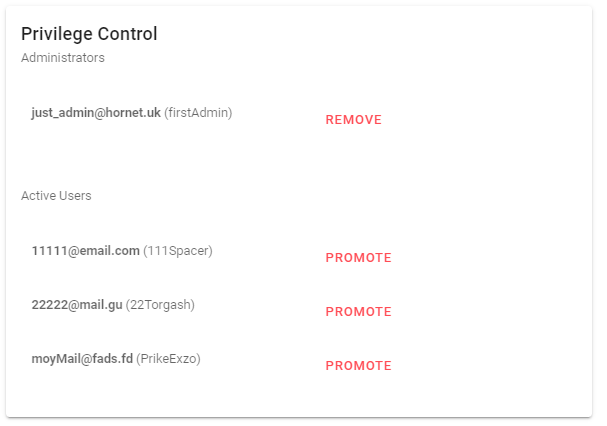 Privilege Control
Administrators
just_admin@hornet.uk (firstAdmin) REMOVE
Active Users
11111@email.com (111Spacer) PROMOTE
22222@mail.gu (22Torgash) PROMOTE
moyMail@fads.fd (PrikeExzo) PROMOTE